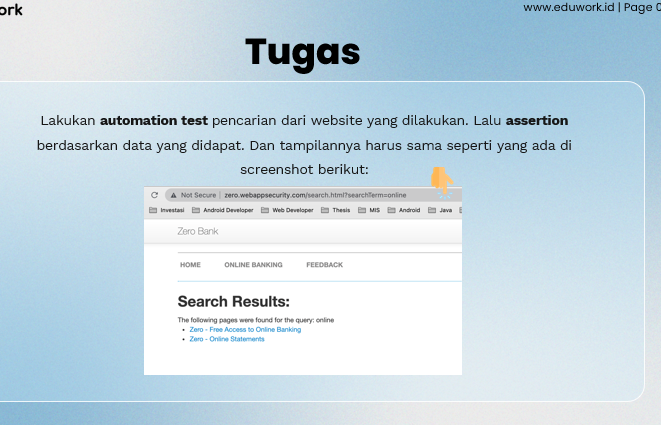 ork
www.eduwork.id | Page 0
Tugas
Lakukan automation test pencarian dari website yang dilakukan. Lalu assertion
berdasarkan data yang didapat. Dan tampilannya harus sama seperti yang ada di
screenshot berikut:
Not Secure | zero.webappsecurity.com/search.html?searchTerm=online
Investasi Android Developer Web Developer Thesis MIS Android Java
Zero Bank
HOME ONLINE BANKING FEEDBACK
Search Results:
The following pages were found for the query: online
• Zero - Free Access to Online Banking
• Zero - Online Statements